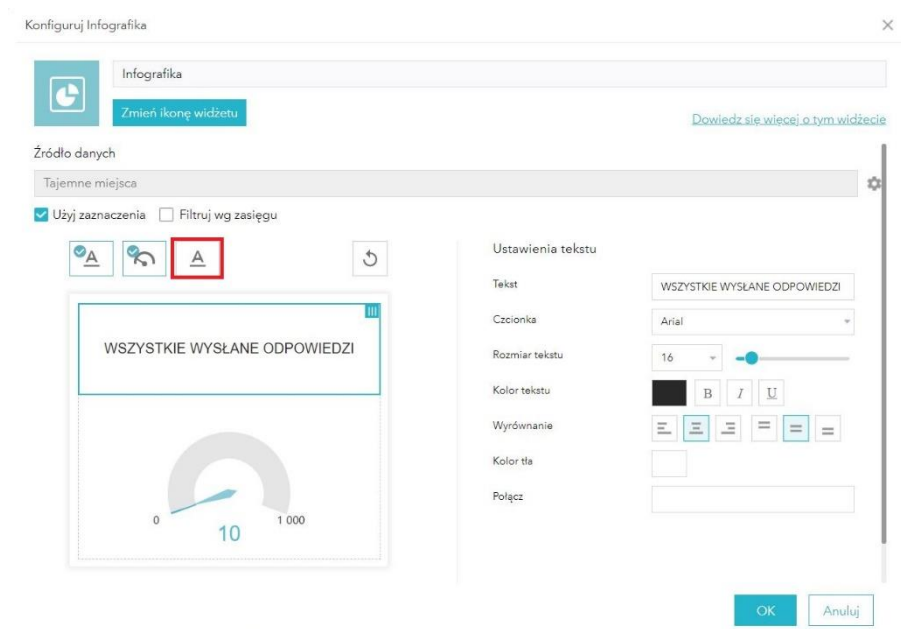 Konfiguruj Infografika
Infografika
Zmień ikonę widżetu
Dowiedz się więcej o tym widżecie
Źródło danych
Tajemne miejsca
Użyj zaznaczenia Filtruj wg zasięgu
A A
WSZYSTKIE WYSŁANE ODPOWIEDZI
0 1 000
10
Ustawienia tekstu
Tekst WSZYSTKIE WYSŁANE ODPOWIEDZI
Czcionka Arial
Rozmiar tekstu 16
Kolor tekstu B I U
Wyrównanie
Kolor tła
Połącz
OK Anuluj